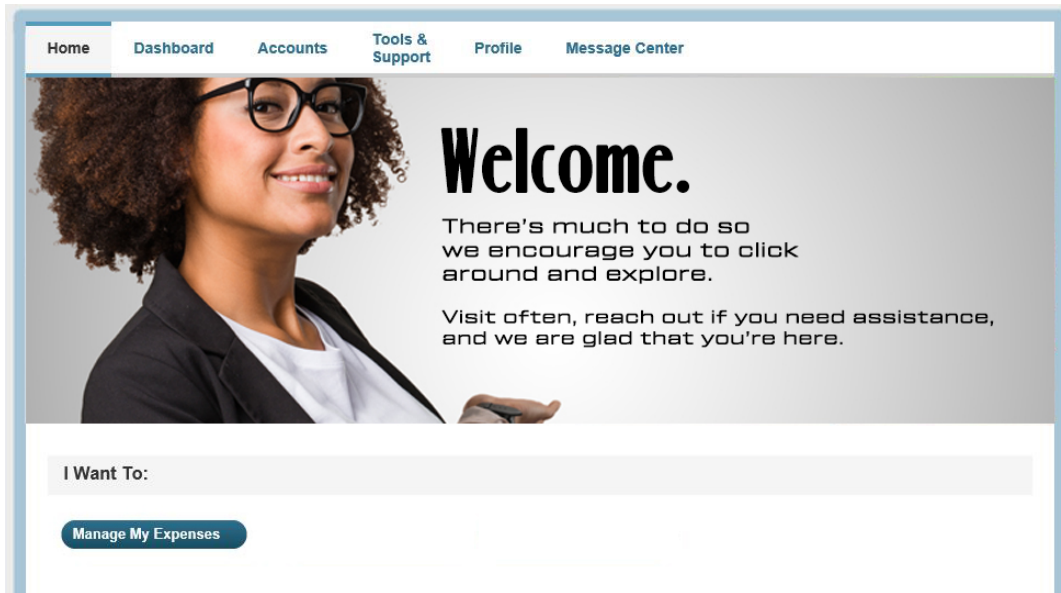 Home Dashboard Accounts Tools & Support Profile Message Center
Welcome.
There's much to do so
we encourage you to click
around and explore.
Visit often, reach out if you need assistance,
and we are glad that you're here.
I Want To:
Manage My Expenses